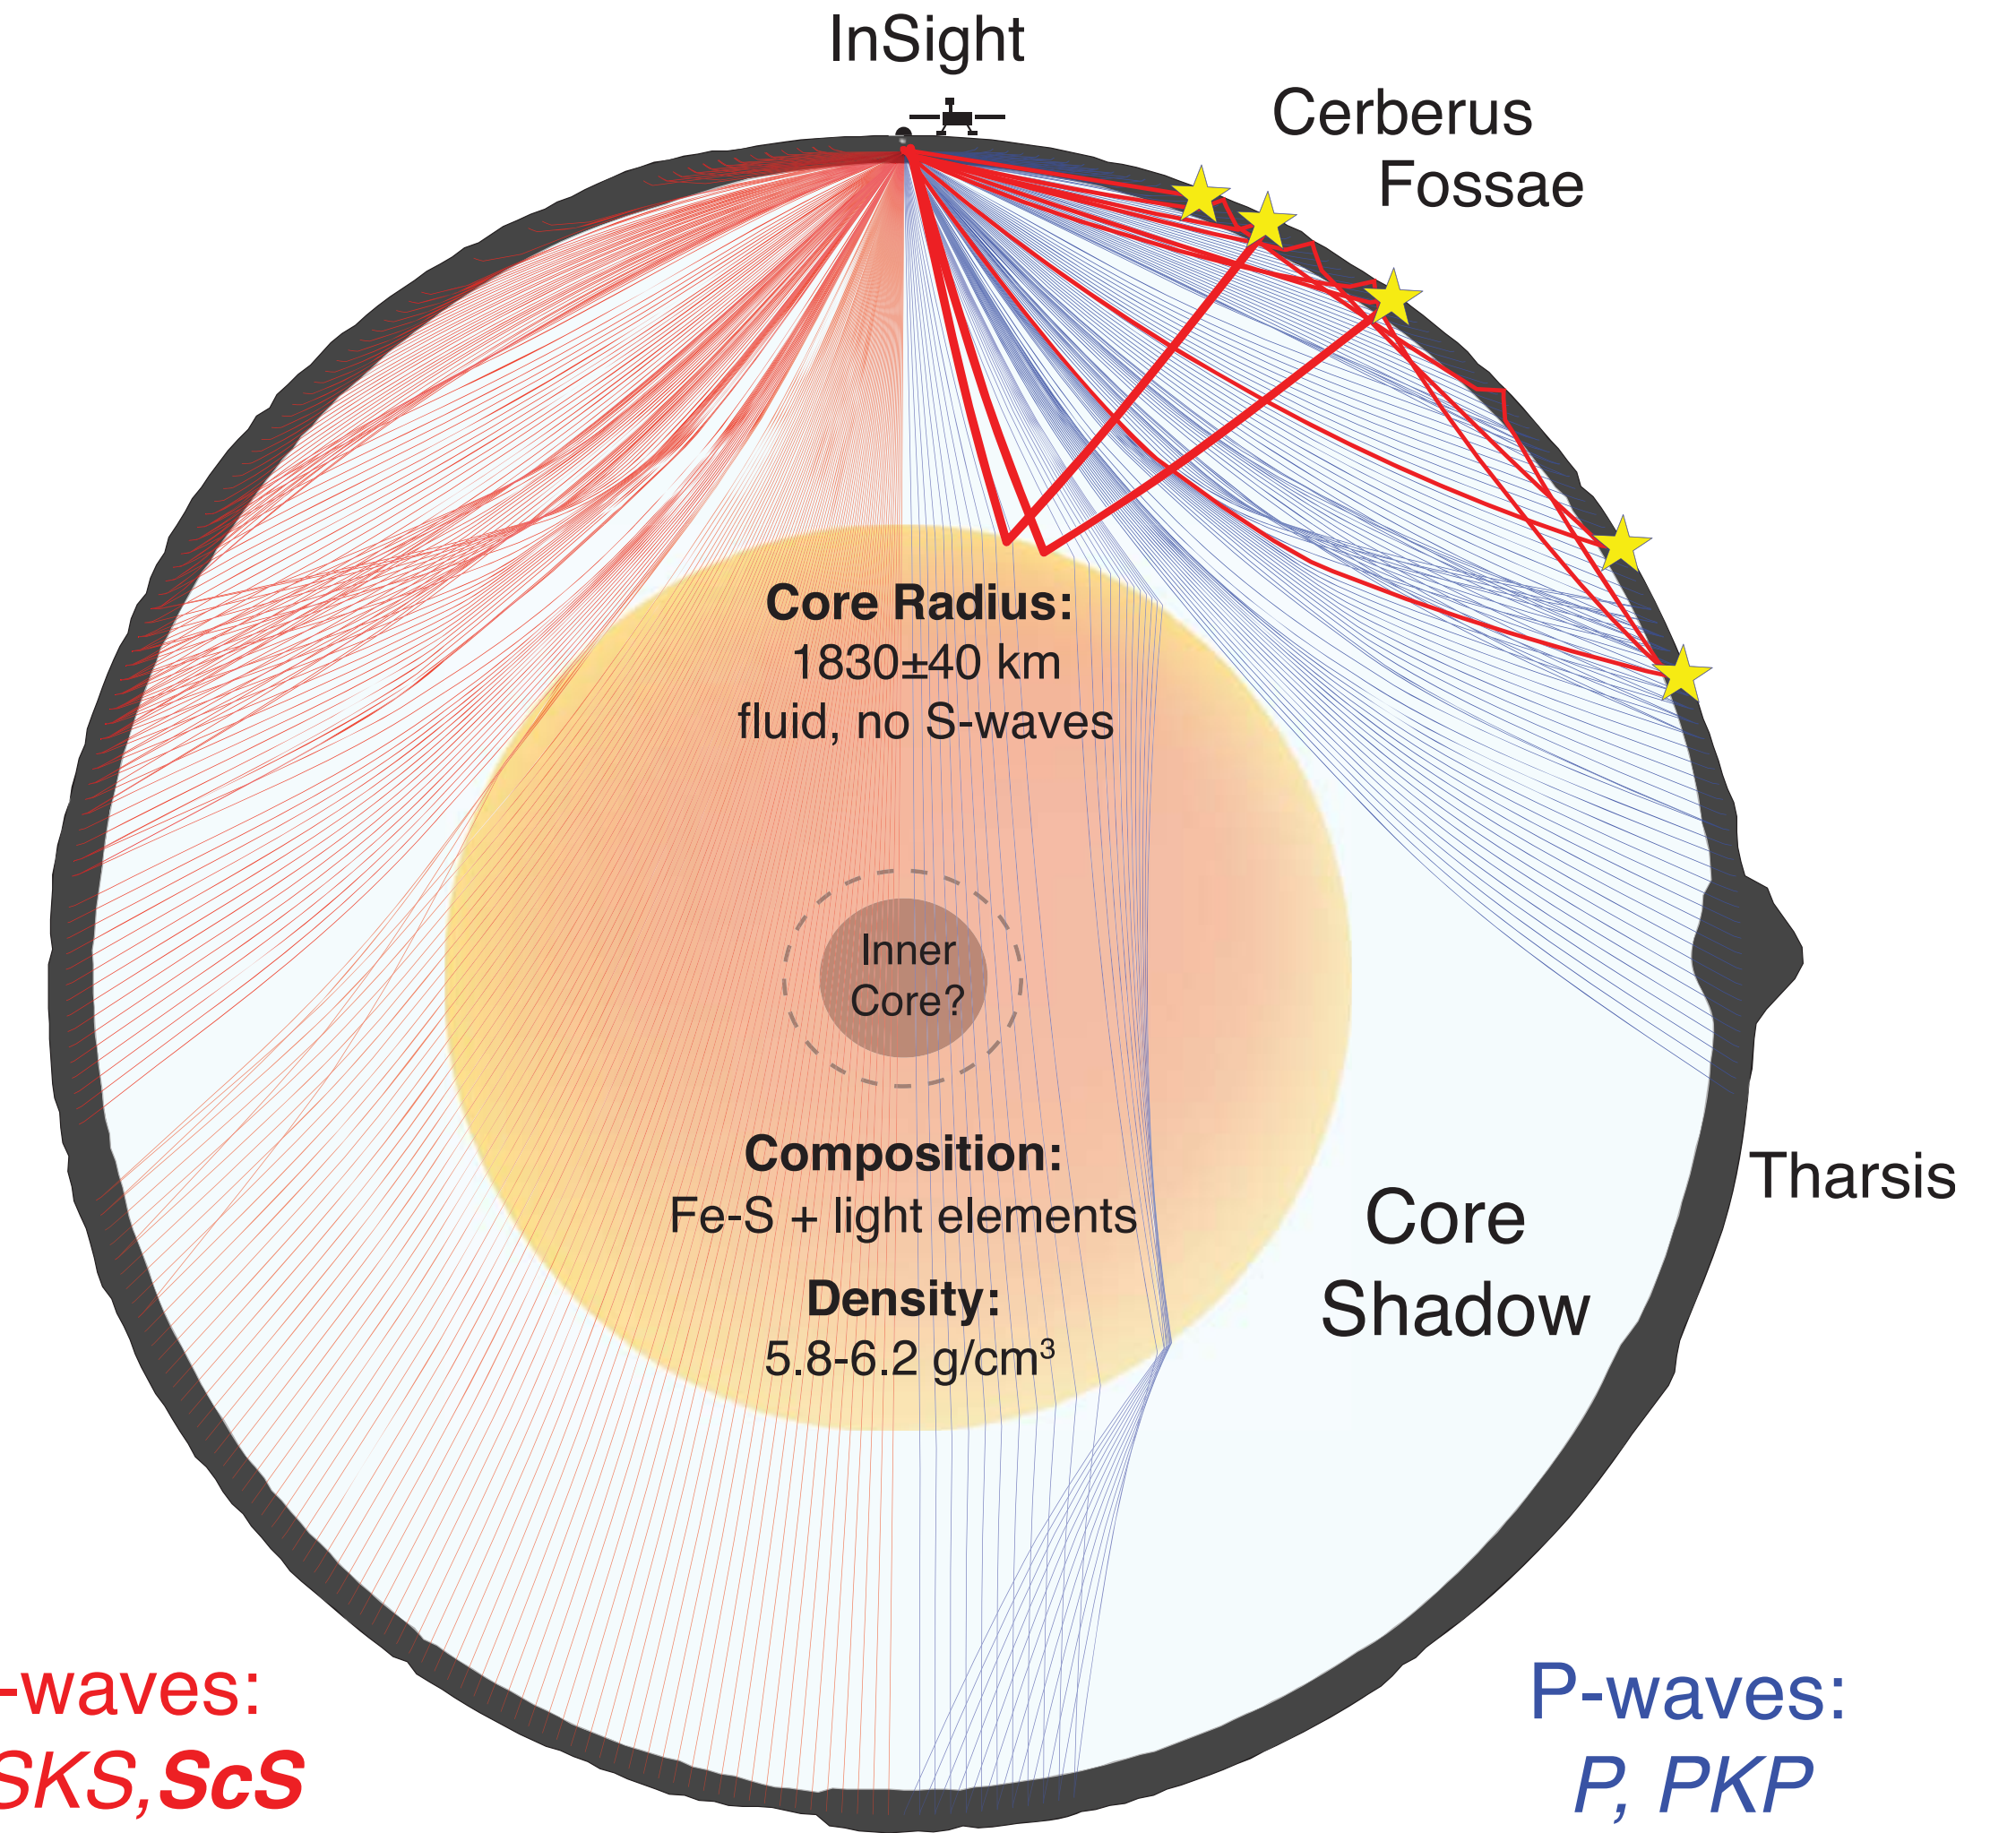 InSight
Cerberus
Fossae
Core Radius:
1830±40 km
fluid, no S-waves
Inner
Core?
Composition:
Fe-S + light elements
Density:
5.8-6.2 g/cm³
Core
Shadow
Tharsis
-waves:
SKS, ScS
P-waves:
P, PKP